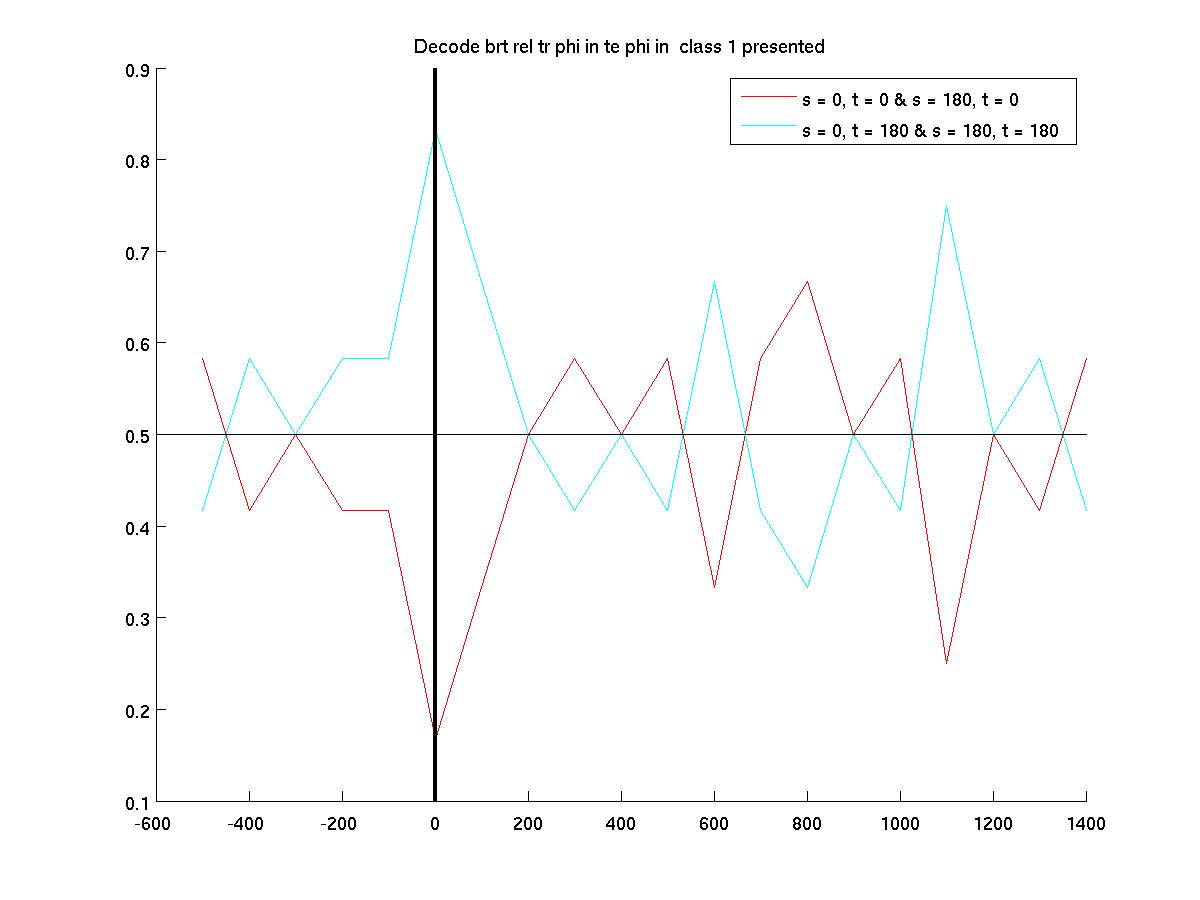 Decode brt rel tr phi in te phi in  class 1 presented
s = 0, t = 0 & s = 180, t = 0
s = 0, t = 180 & s = 180, t = 180
0.9
0.8
0.7
0.6
0.5
0.4
0.3
0.2
0.1
-600 -400 -200 0 200 400 600 800 1000 1200 1400